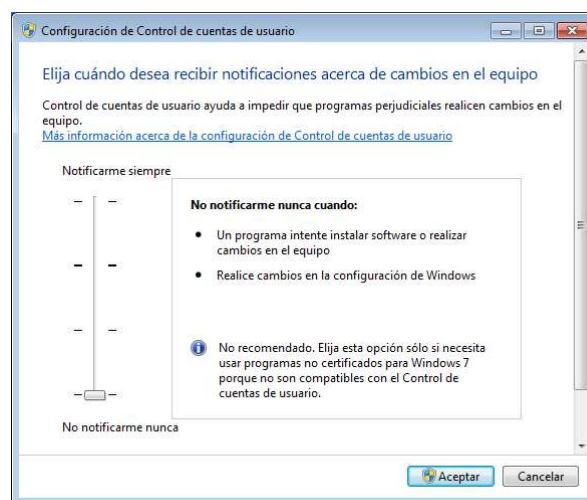 Configuración de Control de cuentas de usuario
Elija cuándo desea recibir notificaciones acerca de cambios en el equipo
Control de cuentas de usuario ayuda a impedir que programas perjudiciales realicen cambios en el
equipo.
Más información acerca de la configuración de Control de cuentas de usuario
Notificarme siempre
No notificarme nunca cuando:
Un programa intente instalar software o realizar
cambios en el equipo
Realice cambios en la configuración de Windows
No recomendado. Elija esta opción sólo si necesita
usar programas no certificados para Windows 7
porque no son compatibles con el Control de
cuentas de usuario.
No notificarme nunca
Aceptar
Cancelar